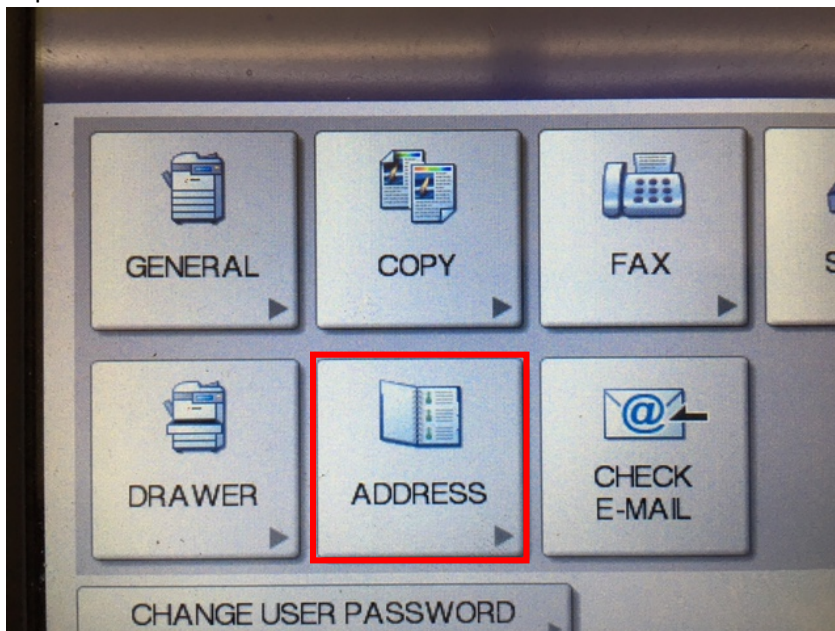 GENERAL
COPY
FAX
DRAWER
ADDRESS
CHECK
E-MAIL
CHANGE USER PASSWORD